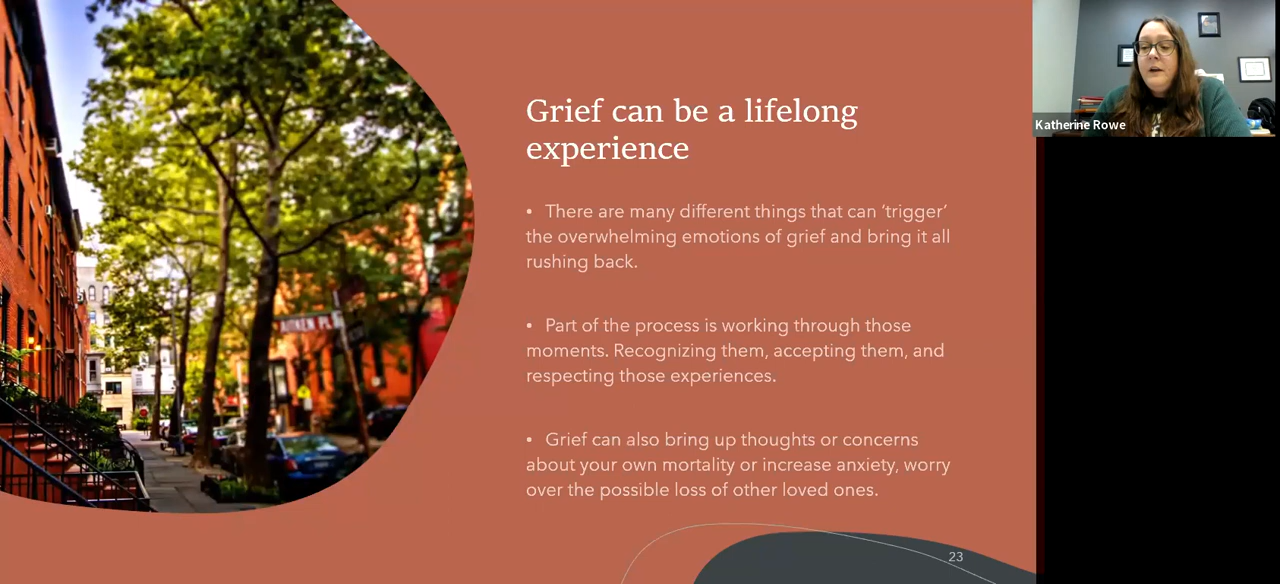 Grief can be a lifelong
experience
• There are many different things that can ‘trigger’
the overwhelming emotions of grief and bring it all
rushing back.
• Part of the process is working through those
moments. Recognizing them, accepting them, and
respecting those experiences.
• Grief can also bring up thoughts or concerns
about your own mortality or increase anxiety, worry
over the possible loss of other loved ones.
23
Katherine Rowe
AITKEN PL